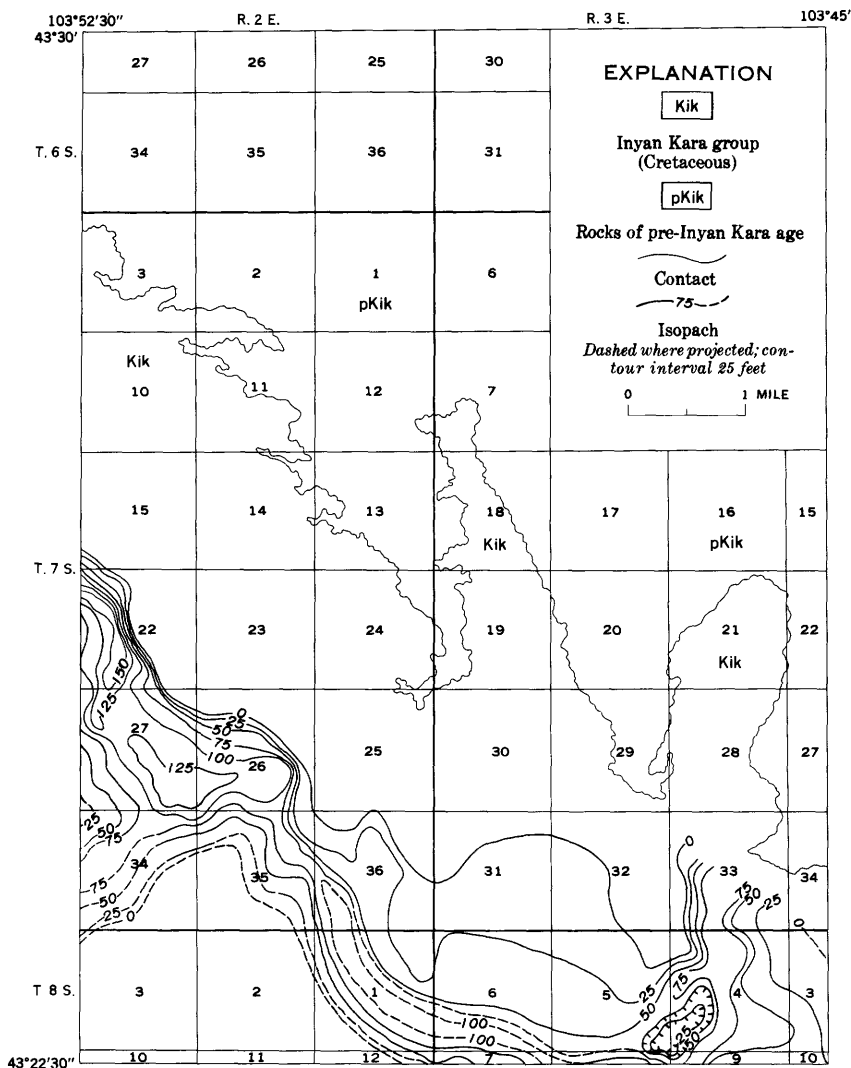 103°52'30" R. 2 E. R. 3 E. 103°45'
43°30'
27 26 25 30
EXPLANATION
Kik
Inyan Kara group
(Cretaceous)
pKik
Rocks of pre-Inyan Kara age
Contact
75
Isopach
Dashed where projected; con-
tour interval 25 feet
0 1 MILE
T. 6 S. 34 35 36 31
3 2 1 6
pKik
Kik
10 11 12 7
15 14 13 18 17 16 15
Kik pKik
T. 7 S.
22 23 24 19 20 21 22
Kik
125 150
0
25
50
75
100
27 26 25 30 29 28 27
125
25
50
75
34 35 36 31 32 33 34
0
75
50
25
0
75
50
25
0
T 8 S. 3 2 1 6 5 4 3
25
50
75
100
100
25
50
43°22'30" 10 11 12 7 9 10